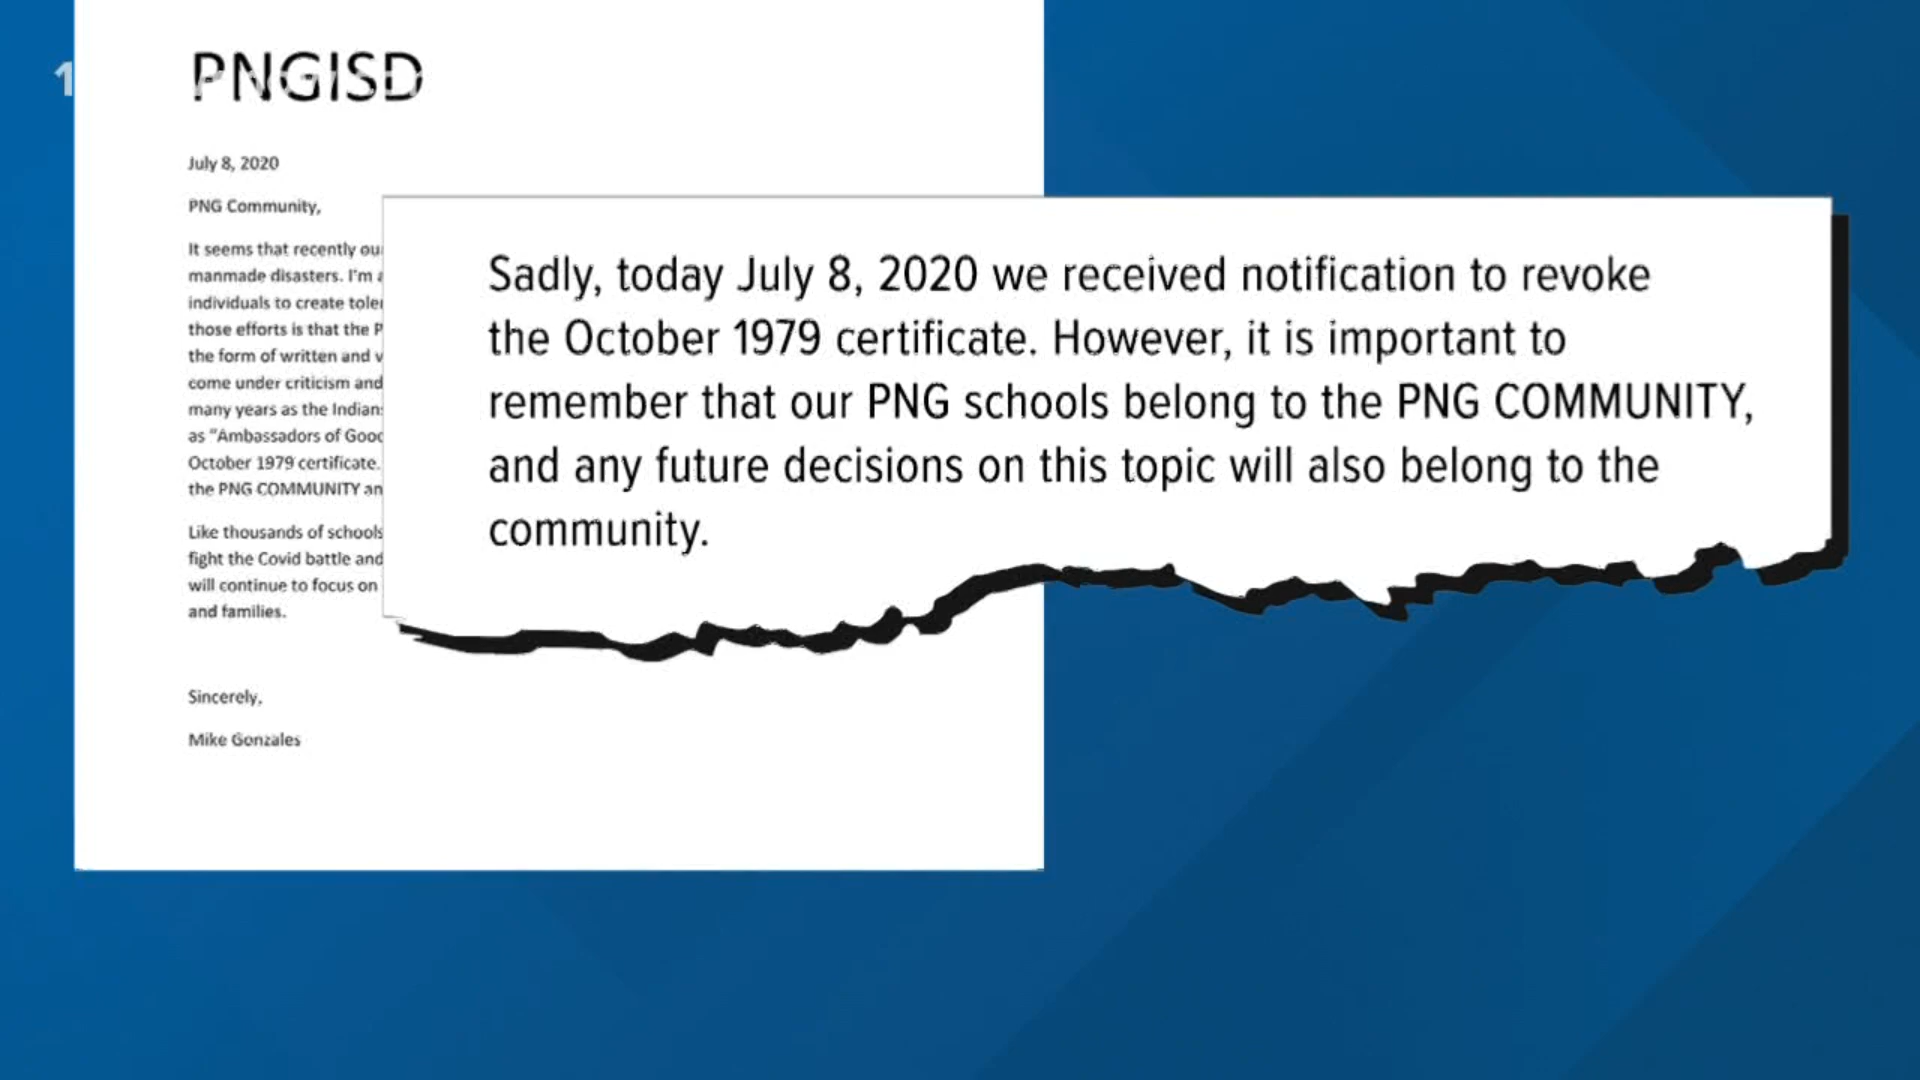 PNGISD
July 8, 2020
PNG Community,
It seems that recently
manmade disasters. I'm
individuals to create
those efforts is that the
the form of written and
come under criticism and
many years as the
as "Ambassadors of
October 1979 certificate.
the PNG COMMUNITY
Like thousands of schools
fight the Covid battle and
will continue to focus on
and families.
Sincerely,
Mike Gonzales
Sadly, today July 8, 2020 we received notification to revoke
the October 1979 certificate. However, it is important to
remember that our PNG schools belong to the PNG COMMUNITY,
and any future decisions on this topic will also belong to the
community.